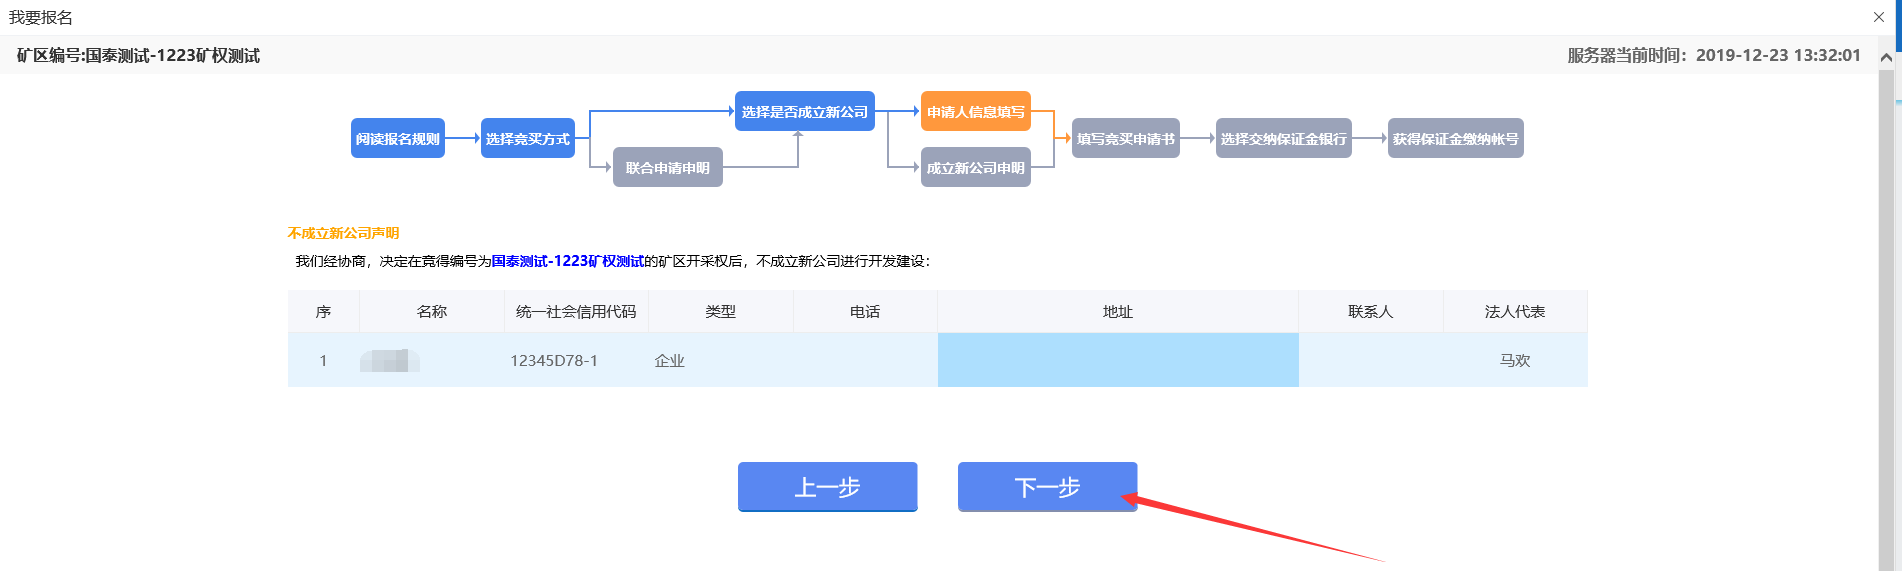 我要报名
矿区编号:国泰测试-1223矿权测试
服务器当前时间：2019-12-23 13:32:01
阅读报名规则
选择竞买方式
选择是否成立新公司
联合申请申明
申请人信息填写
成立新公司申明
填写竞买申请书
选择交纳保证金银行
获得保证金缴纳帐号
不成立新公司声明
我们经协商，决定在竞得编号为国泰测试-1223矿权测试的矿区开采权后，不成立新公司进行开发建设：
序 名称 统一社会信用代码 类型 电话 地址 联系人 法人代表
1 12345D78-1 企业 马欢
上一步 下一步